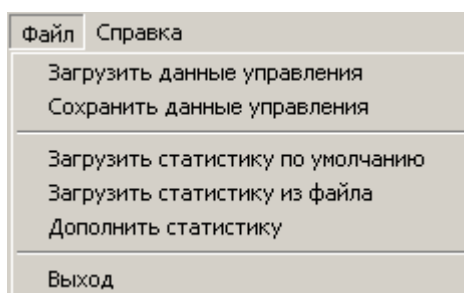 Файл Справка
Загрузить данные управления
Сохранить данные управления
Загрузить статистику по умолчанию
Загрузить статистику из файла
Дополнить статистику
Выход